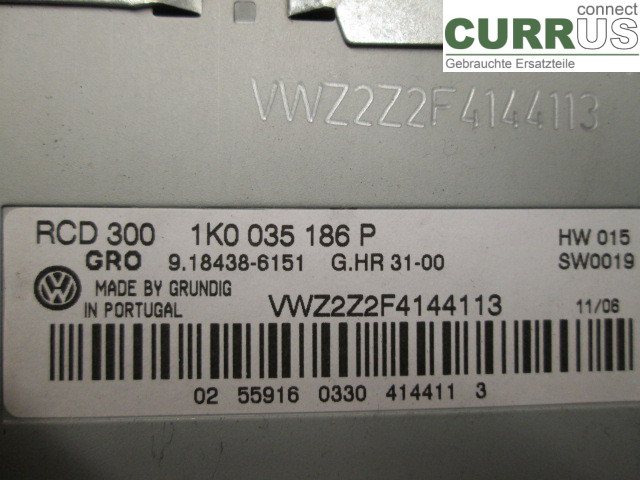 connect
CURRUS
Gebrauchte Ersatzteile
VWZ2Z2F4144113
RCD 300 1K0 035 186 P HW 015
GRO 9.18438-6151 G.HR 31-00 SW0019
MADE BY GRUNDIG
IN PORTUGAL VWZ2Z2F4144113 11/06
02 55916 0330 414411 3